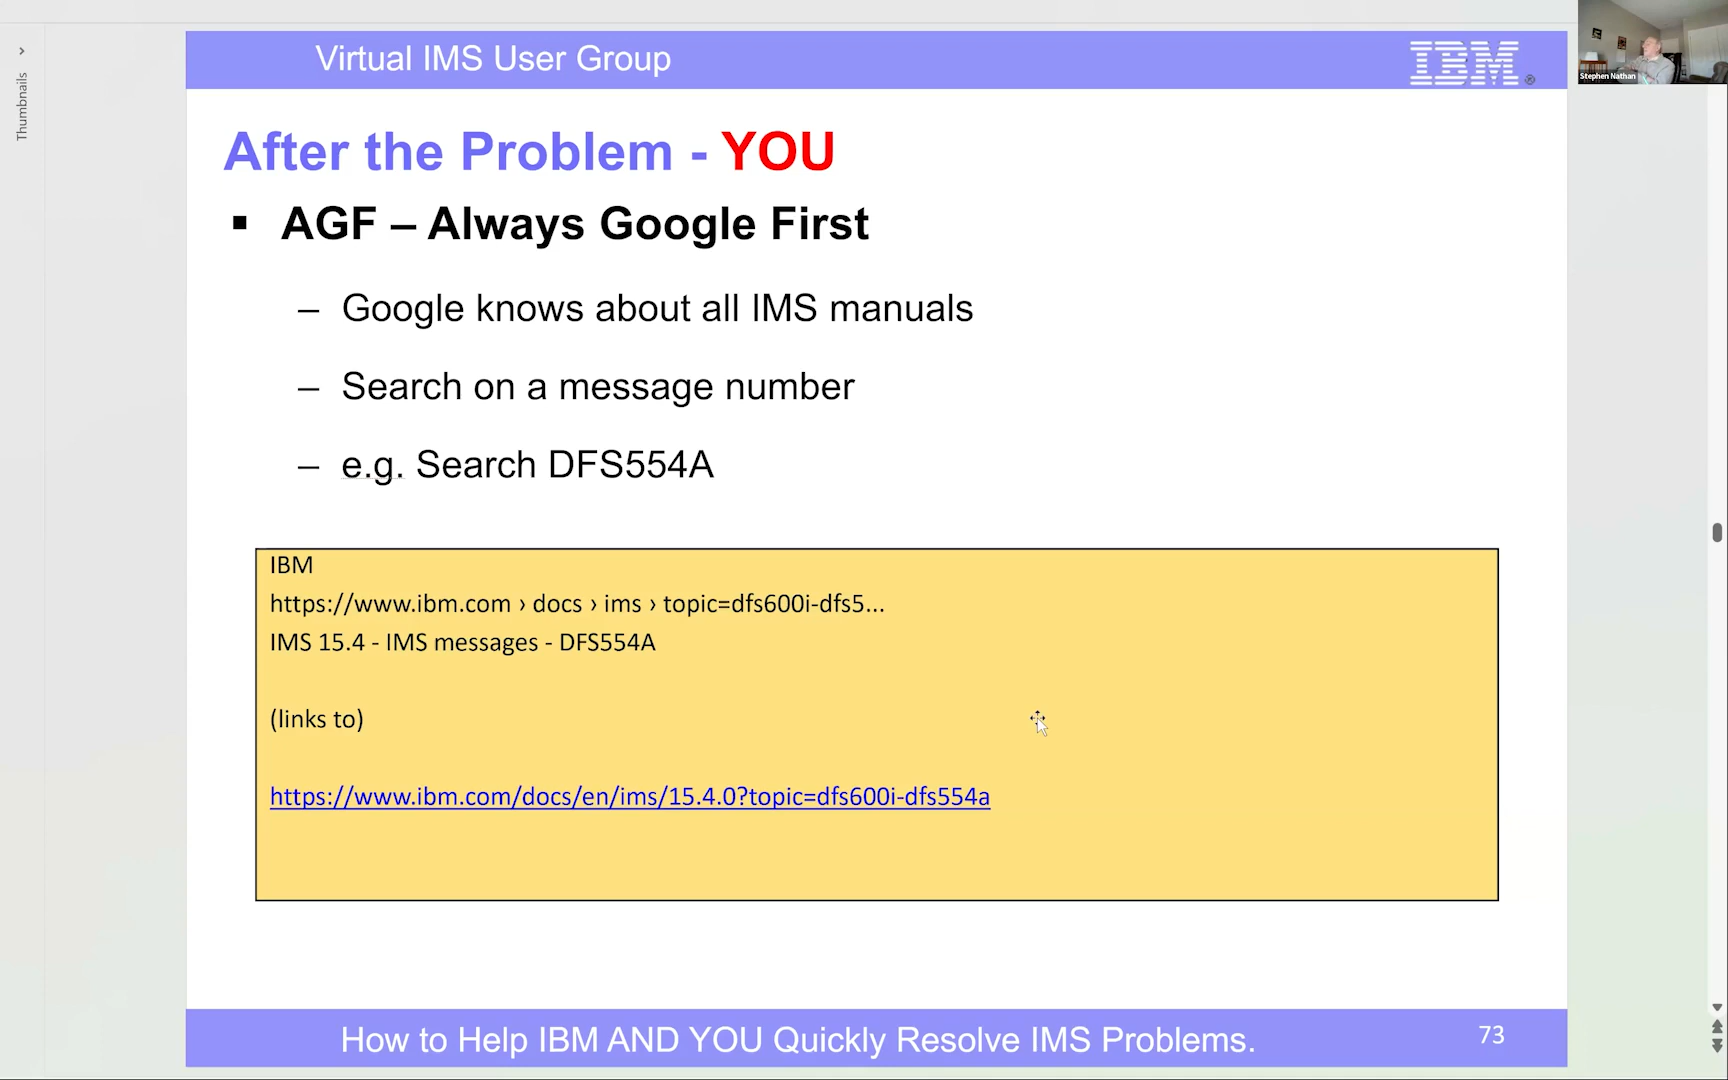 Thumbnails
Virtual IMS User Group
IBM®
Stephen Nathan
After the Problem - YOU
▪ AGF – Always Google First
– Google knows about all IMS manuals
– Search on a message number
– e.g. Search DFS554A
IBM
https://www.ibm.com › docs › ims › topic=dfs600i-dfs5...
IMS 15.4 - IMS messages - DFS554A
(links to)
https://www.ibm.com/docs/en/ims/15.4.0?topic=dfs600i-dfs554a
How to Help IBM AND YOU Quickly Resolve IMS Problems.
73